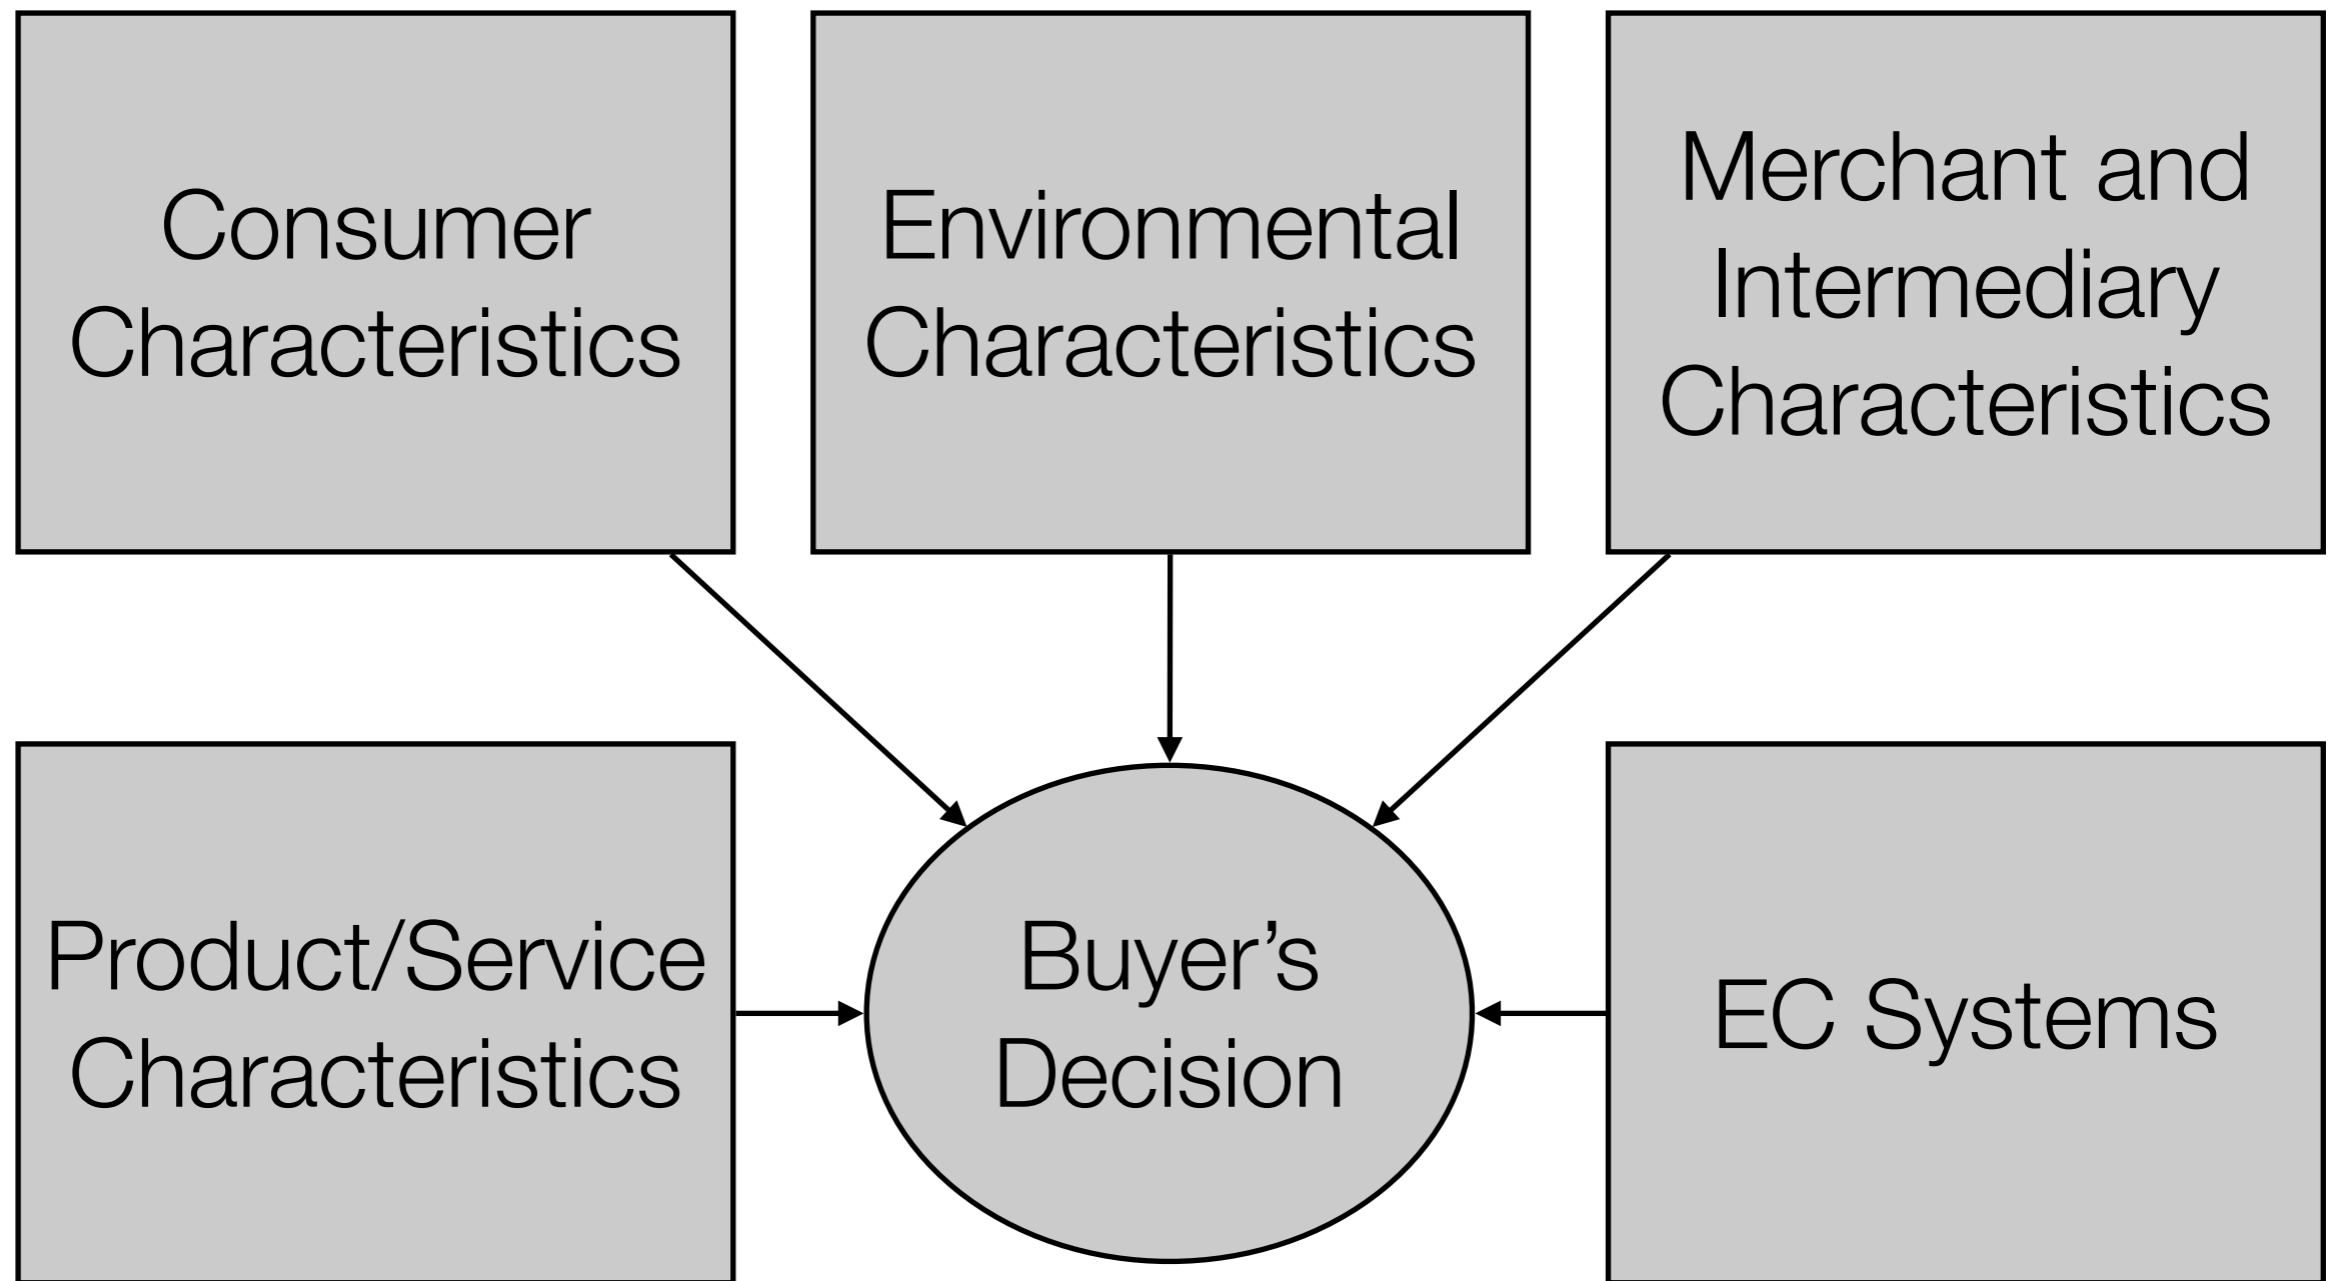 Consumer
Characteristics
Environmental
Characteristics
Merchant and
Intermediary
Characteristics
Product/Service
Characteristics
Buyer’s
Decision
EC Systems